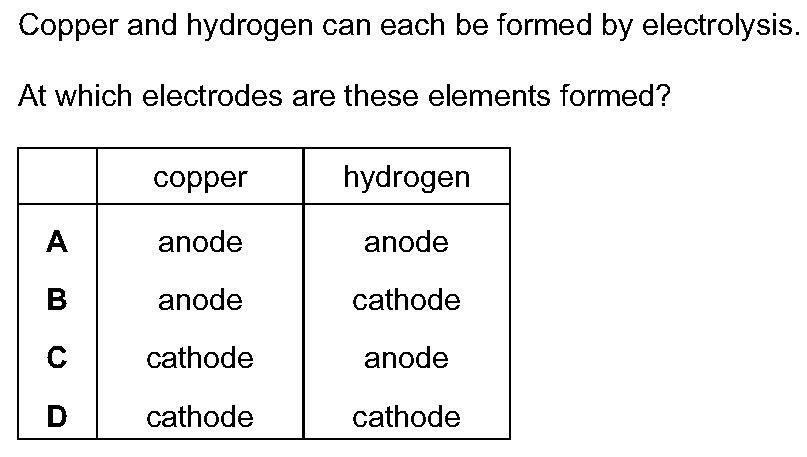 Copper and hydrogen can each be formed by electrolysis.
At which electrodes are these elements formed?
copper hydrogen
A anode anode
B anode cathode
C cathode anode
D cathode cathode